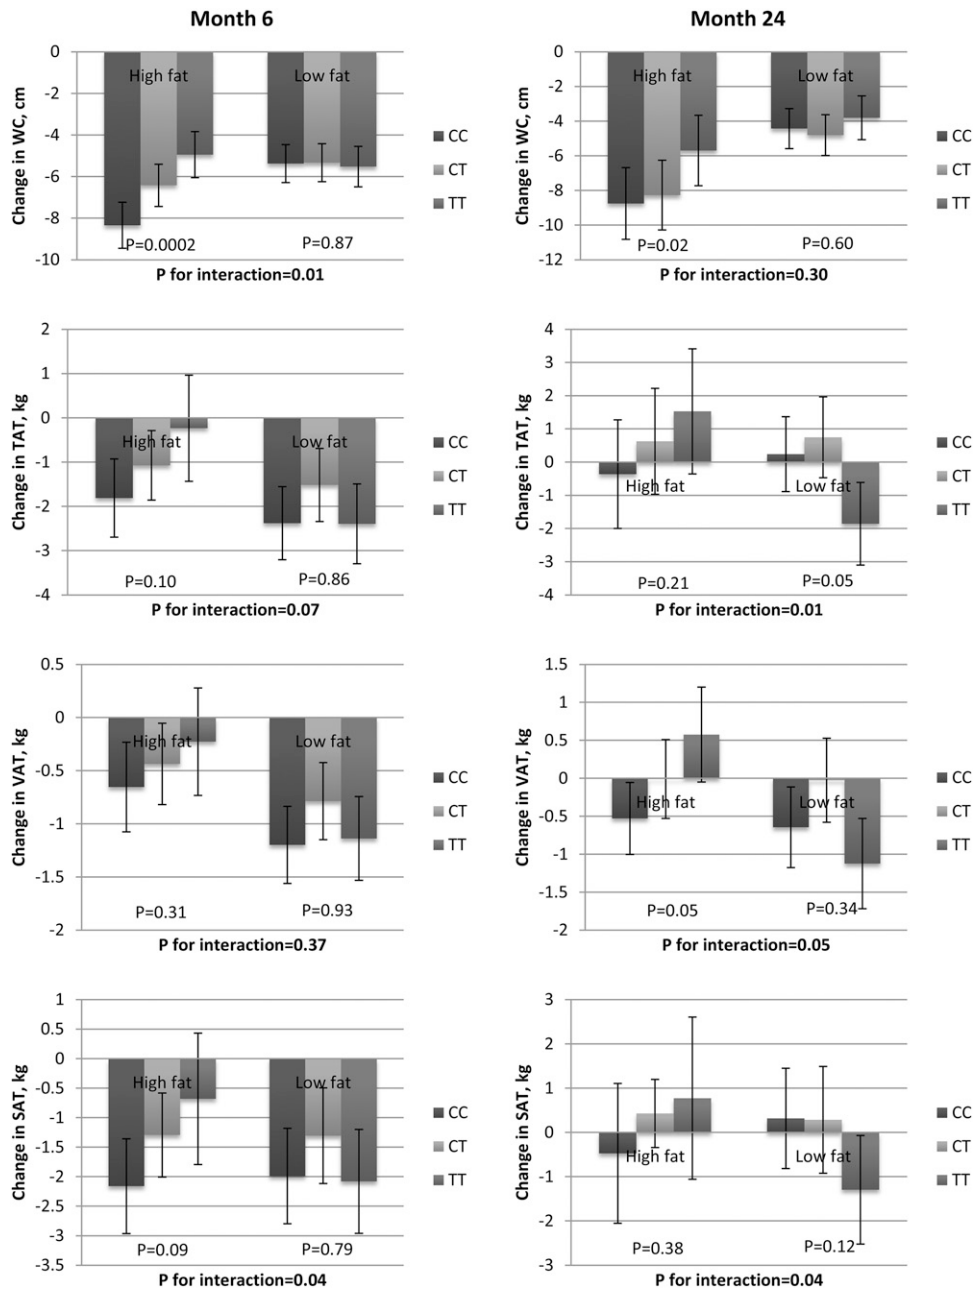 Month 6
Month 24
Change in WC, cm
0
-2
-4
-6
-8
-10
High fat
Low fat
P=0.0002
P=0.87
CC
CT
TT
P for interaction=0.01
Change in WC, cm
0
-2
-4
-6
-8
-10
-12
High fat
Low fat
P=0.02
P=0.60
CC
CT
TT
P for interaction=0.30
Change in TAT, kg
2
1
0
-1
-2
-3
-4
High fat
Low fat
P=0.10
P=0.86
CC
CT
TT
P for interaction=0.07
Change in TAT, kg
4
3
2
1
0
-1
-2
-3
-4
High fat
Low fat
P=0.21
P=0.05
CC
CT
TT
P for interaction=0.01
Change in VAT, kg
0.5
0
-0.5
-1
-1.5
-2
High fat
Low fat
P=0.31
P=0.93
CC
CT
TT
P for interaction=0.37
Change in VAT, kg
1.5
1
0.5
0
-0.5
-1
-1.5
-2
High fat
Low fat
P=0.05
P=0.34
CC
CT
TT
P for interaction=0.05
Change in SAT, kg
1
0.5
0
-0.5
-1
-1.5
-2
-2.5
-3
-3.5
High fat
Low fat
P=0.09
P=0.79
CC
CT
TT
P for interaction=0.04
Change in SAT, kg
3
2
1
0
-1
-2
-3
High fat
Low fat
P=0.38
P=0.12
CC
CT
TT
P for interaction=0.04